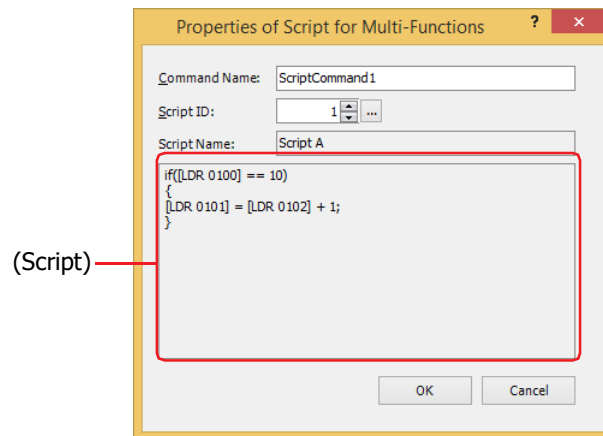 Properties of Script for Multi-Functions ? ×
Command Name: ScriptCommand1
Script ID: 1 ...
Script Name: Script A
if([LDR 0100] == 10)
{
[LDR 0101] = [LDR 0102] + 1;
}
(Script)
OK Cancel